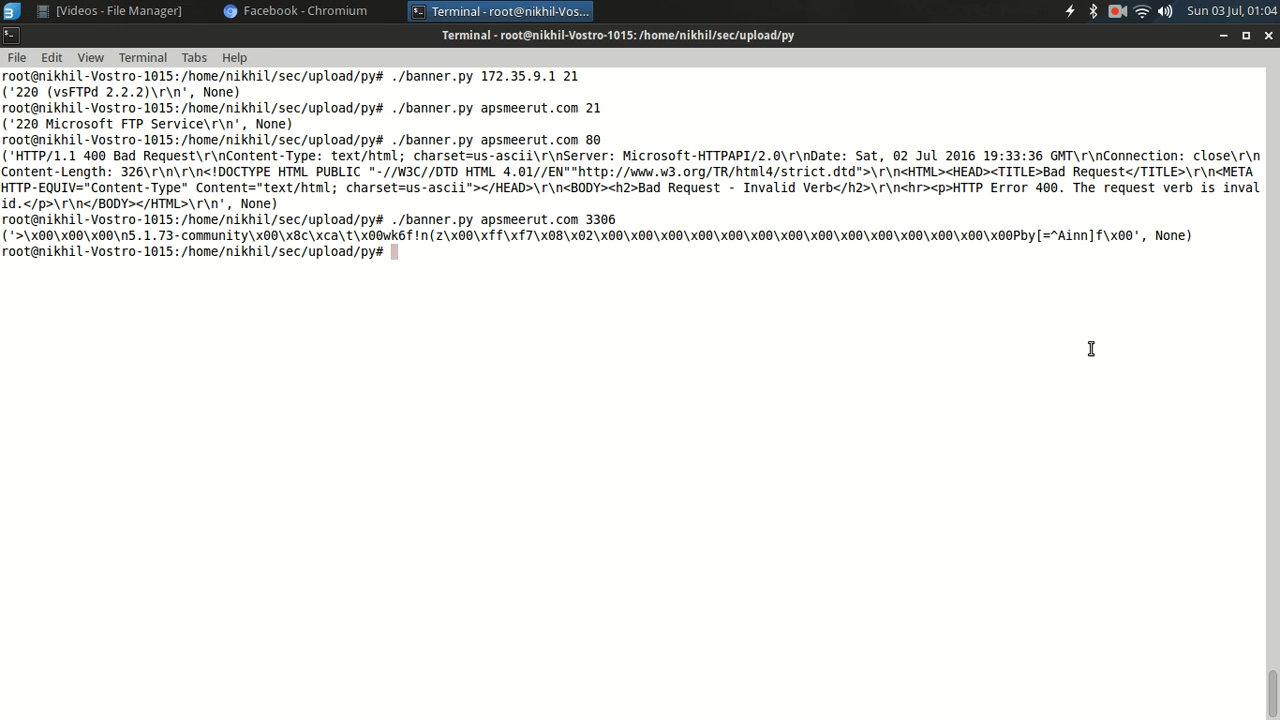 [Videos - File Manager] Facebook - Chromium Terminal - root@nikhil-Vos... Sun 03 Jul, 01:04
Terminal - root@nikhil-Vostro-1015: /home/nikhil/sec/upload/py
File Edit View Terminal Tabs Help
root@nikhil-Vostro-1015:/home/nikhil/sec/upload/py# ./banner.py 172.35.9.1 21
('220 (vsFTPd 2.2.2)\r\n', None)
root@nikhil-Vostro-1015:/home/nikhil/sec/upload/py# ./banner.py apsmeerut.com 21
('220 Microsoft FTP Service\r\n', None)
root@nikhil-Vostro-1015:/home/nikhil/sec/upload/py# ./banner.py apsmeerut.com 80
('HTTP/1.1 400 Bad Request\r\nContent-Type: text/html; charset=us-ascii\r\nServer: Microsoft-HTTPAPI/2.0\r\nDate: Sat, 02 Jul 2016 19:33:36 GMT\r\nConnection: close\r\n
Content-Length: 326\r\n\r\n<!DOCTYPE HTML PUBLIC "-//W3C//DTD HTML 4.01//EN""http://www.w3.org/TR/html4/strict.dtd">\r\n<HTML><HEAD><TITLE>Bad Request</TITLE>\r\n<META
HTTP-EQUIV="Content-Type" Content="text/html; charset=us-ascii"></HEAD>\r\n<BODY><h2>Bad Request - Invalid Verb</h2>\r\n<hr><p>HTTP Error 400. The request verb is inval
id.</p>\r\n</BODY></HTML>\r\n', None)
root@nikhil-Vostro-1015:/home/nikhil/sec/upload/py# ./banner.py apsmeerut.com 3306
('>\x00\x00\x00\n5.1.73-community\x00\x8c\xca\t\x00wk6f!n(z\x00\xff\xf7\x08\x02\x00\x00\x00\x00\x00\x00\x00\x00\x00\x00\x00\x00\x00\x00Pby[=^Ainn]f\x00', None)
root@nikhil-Vostro-1015:/home/nikhil/sec/upload/py#